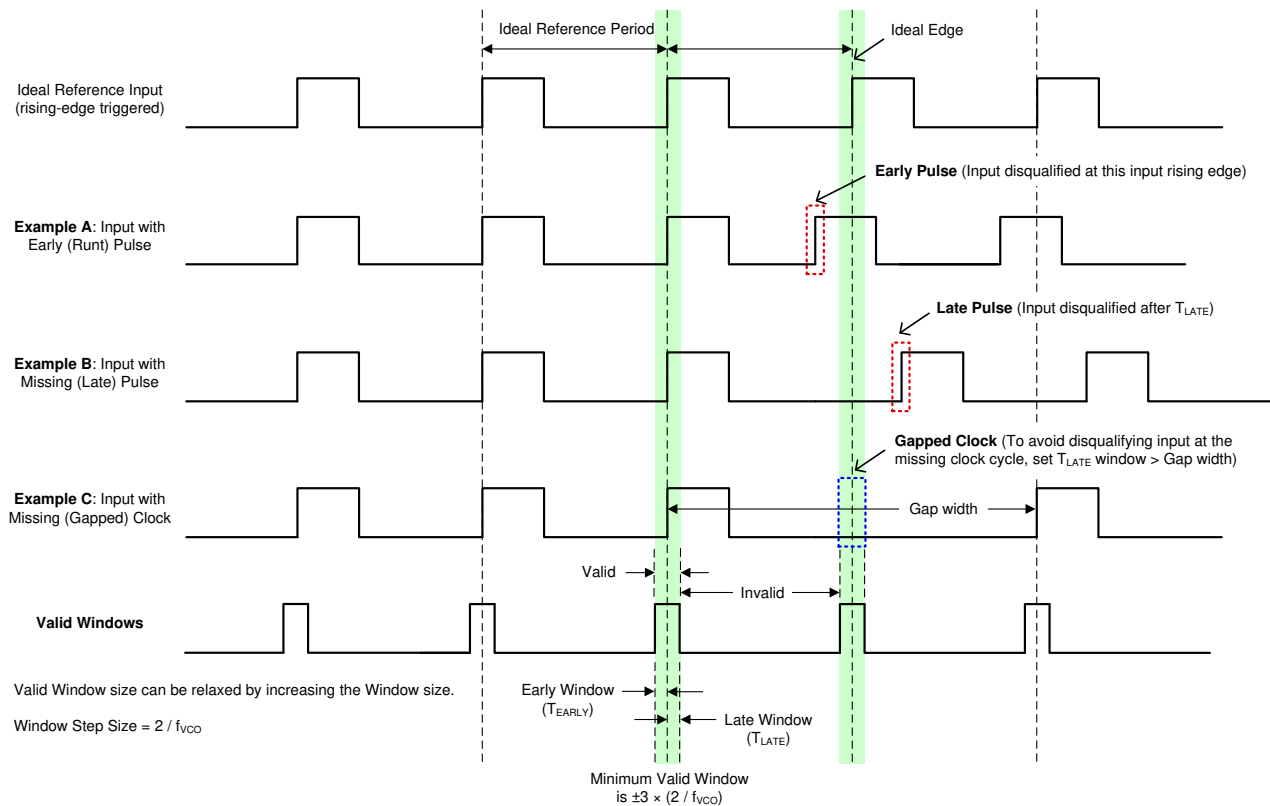 Ideal Reference Period
Ideal Edge
Ideal Reference Input
(rising-edge triggered)
Early Pulse (Input disqualified at this input rising edge)
Example A: Input with
Early (Runt) Pulse
Late Pulse (Input disqualified after TLATE)
Example B: Input with
Missing (Late) Pulse
Gapped Clock (To avoid disqualifying input at the
missing clock cycle, set TLATE window > Gap width)
Example C: Input with
Missing (Gapped) Clock
Gap width
Valid
Invalid
Valid Windows
Valid Window size can be relaxed by increasing the Window size.
Window Step Size = 2 / fVCO
Early Window
(TEARLY)
Late Window
(TLATE)
Minimum Valid Window
is ±3 × (2 / fVCO)